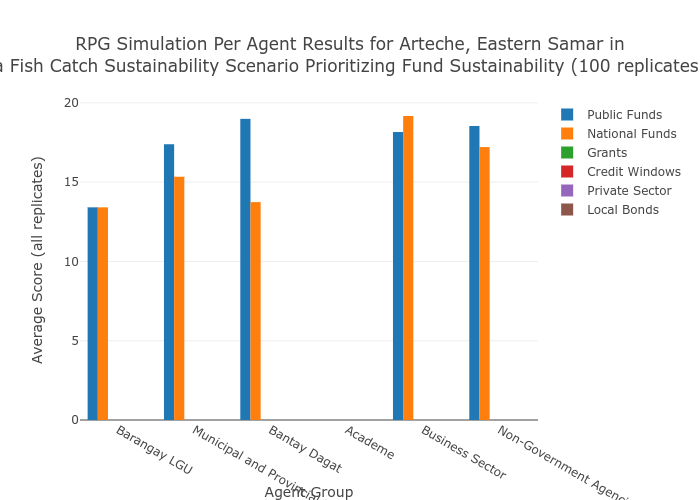 RPG Simulation Per Agent Results for Arteche, Eastern Samar in
a Fish Catch Sustainability Scenario Prioritizing Fund Sustainability (100 replicates
20
15
10
5
0
Average Score (all replicates)
Public Funds
National Funds
Grants
Credit Windows
Private Sector
Local Bonds
Barangay LGU
Municipal and Provincial
Bantay Dagat
Academe
Business Sector
Non-Government Agenci
Agent Group